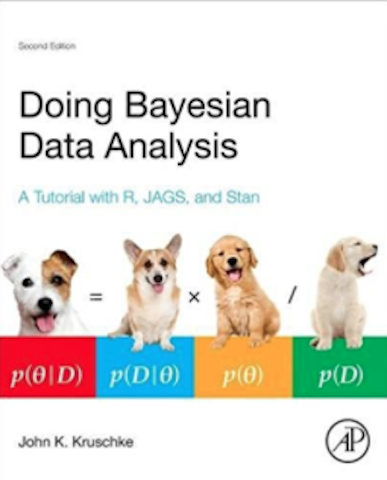 Second Edition
Doing Bayesian
Data Analysis
A Tutorial with R, JAGS, and Stan
= × /
p(θ|D) p(D|θ) p(θ) p(D)
John K. Kruschke
AP